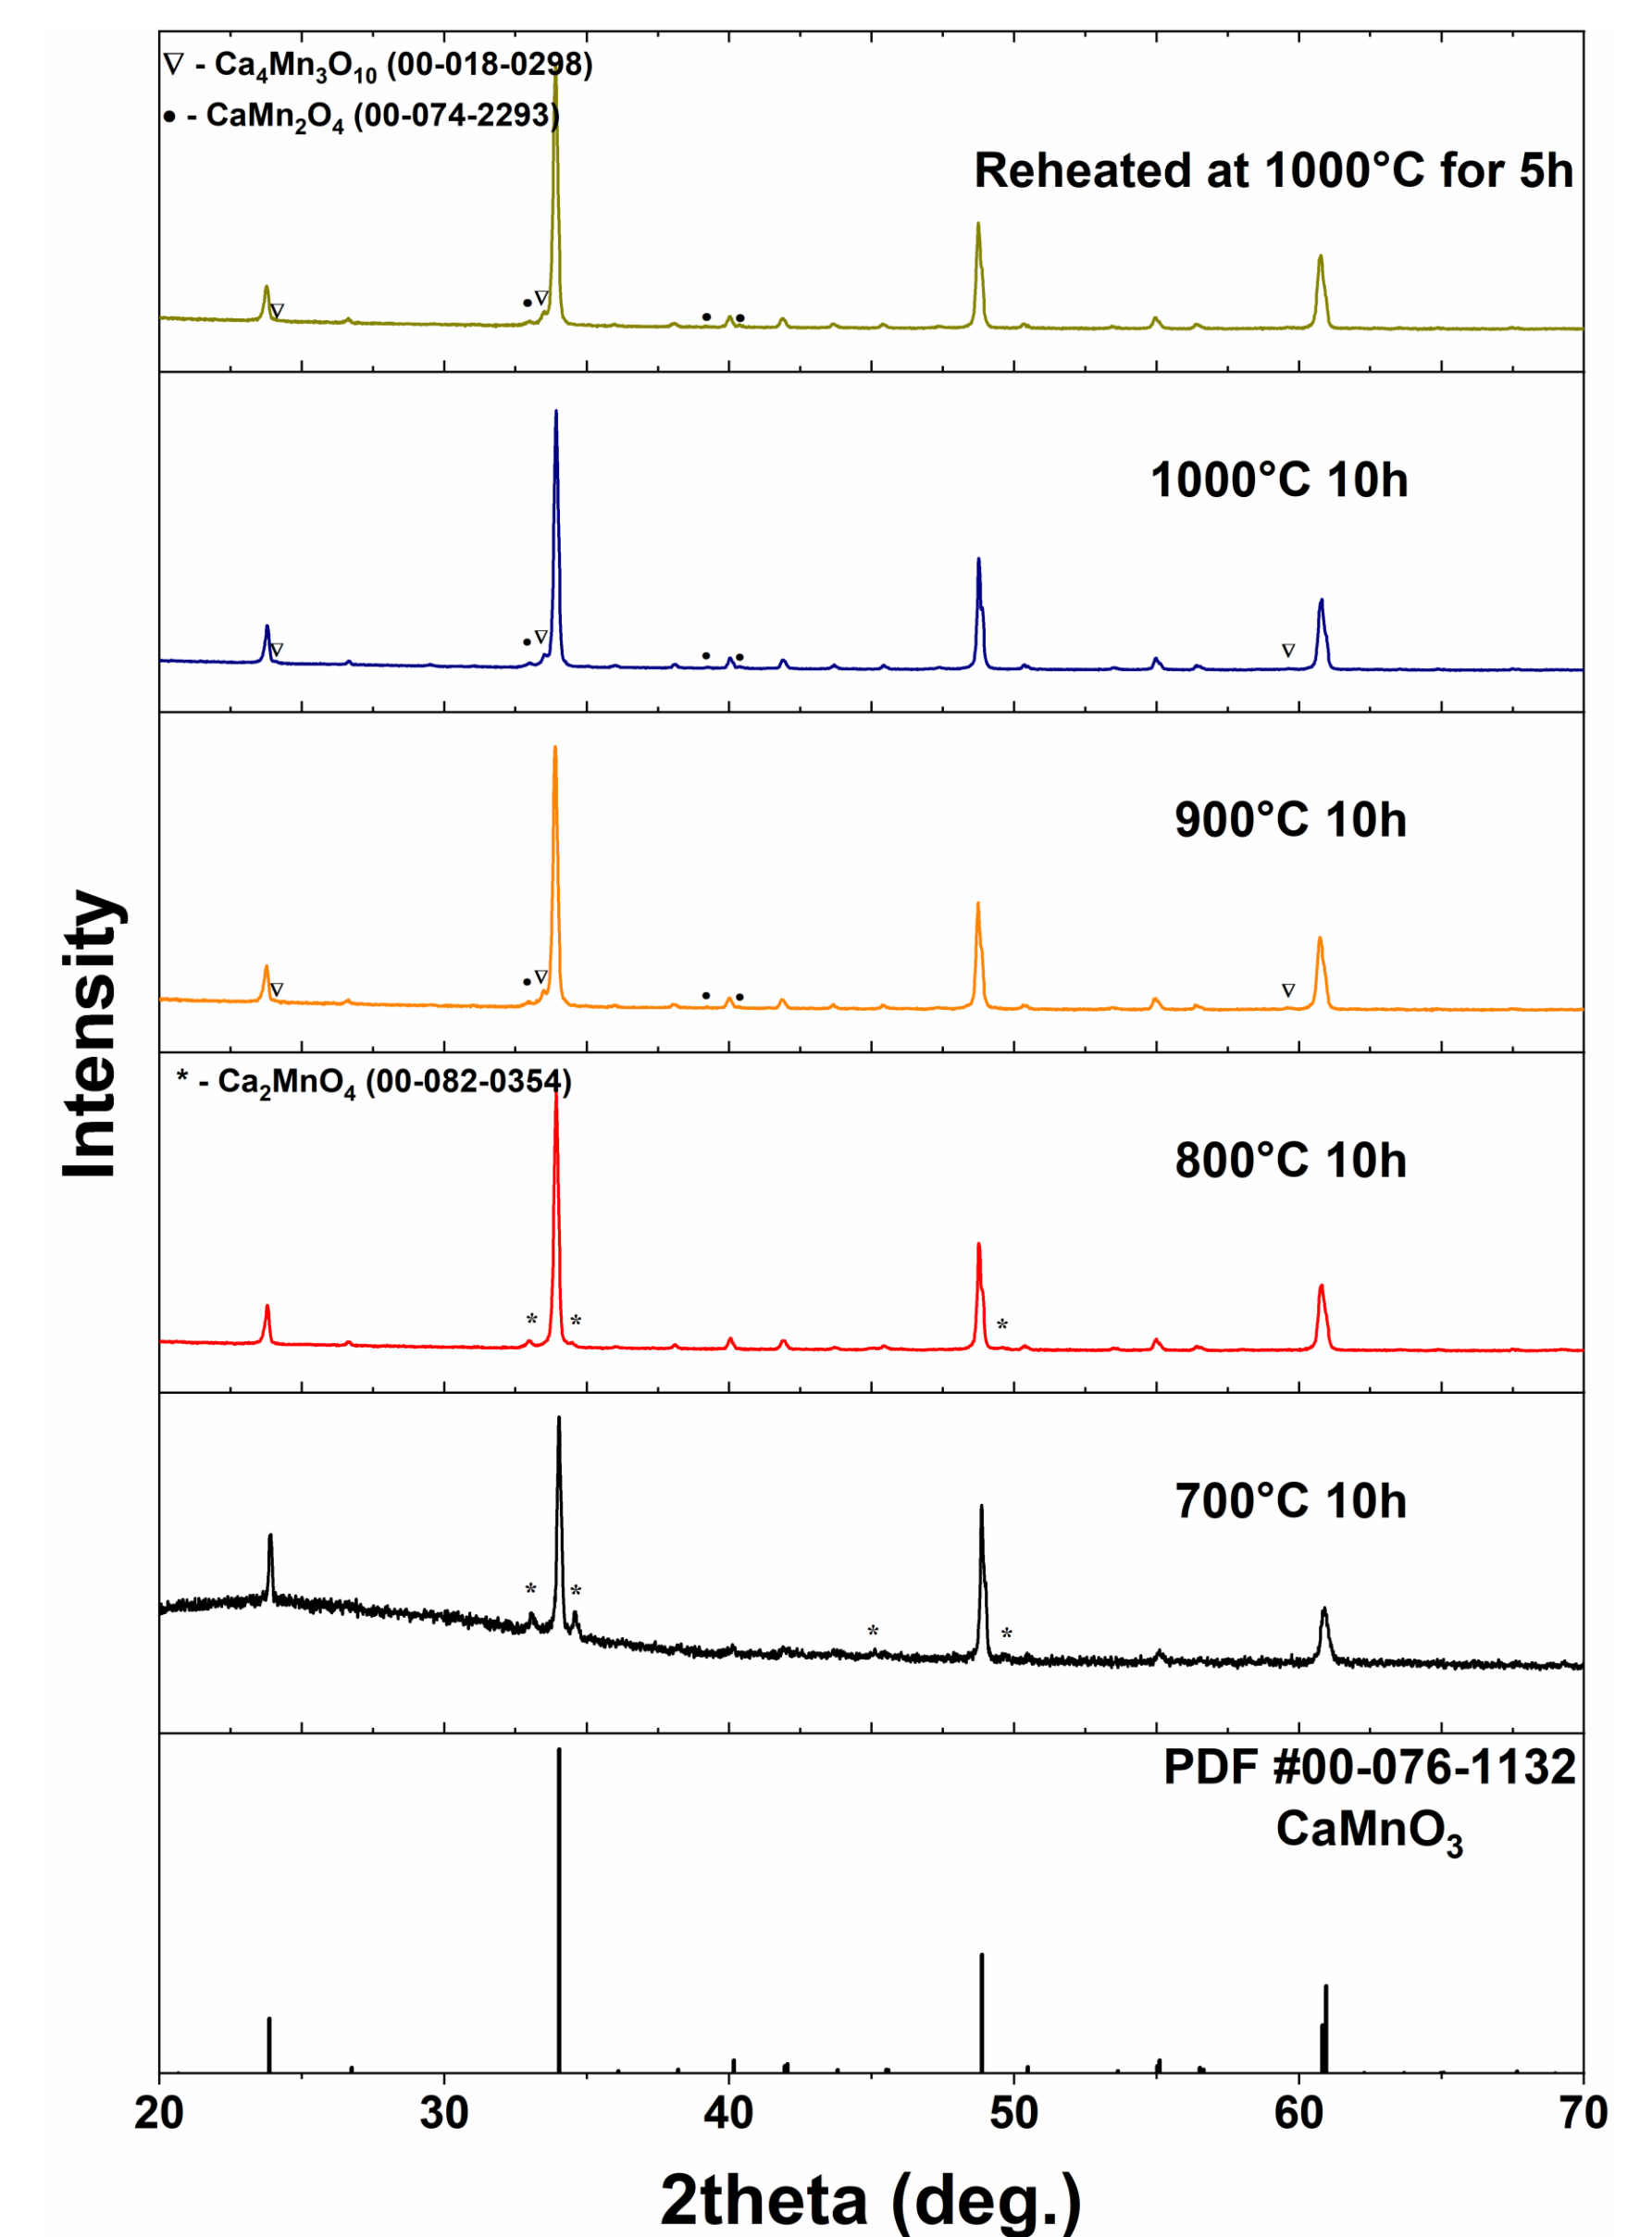 ∇ - Ca₄Mn₃O₁₀ (00-018-0298)
• - CaMn₂O₄ (00-074-2293)
Reheated at 1000°C for 5h
∇
•
∇
•
•
1000°C 10h
∇
•
∇
•
•
∇
900°C 10h
∇
•
∇
•
•
∇
* - Ca₂MnO₄ (00-082-0354)
800°C 10h
*
*
*
700°C 10h
*
*
*
*
PDF #00-076-1132
CaMnO₃
Intensity
20 30 40 50 60 70
2theta (deg.)